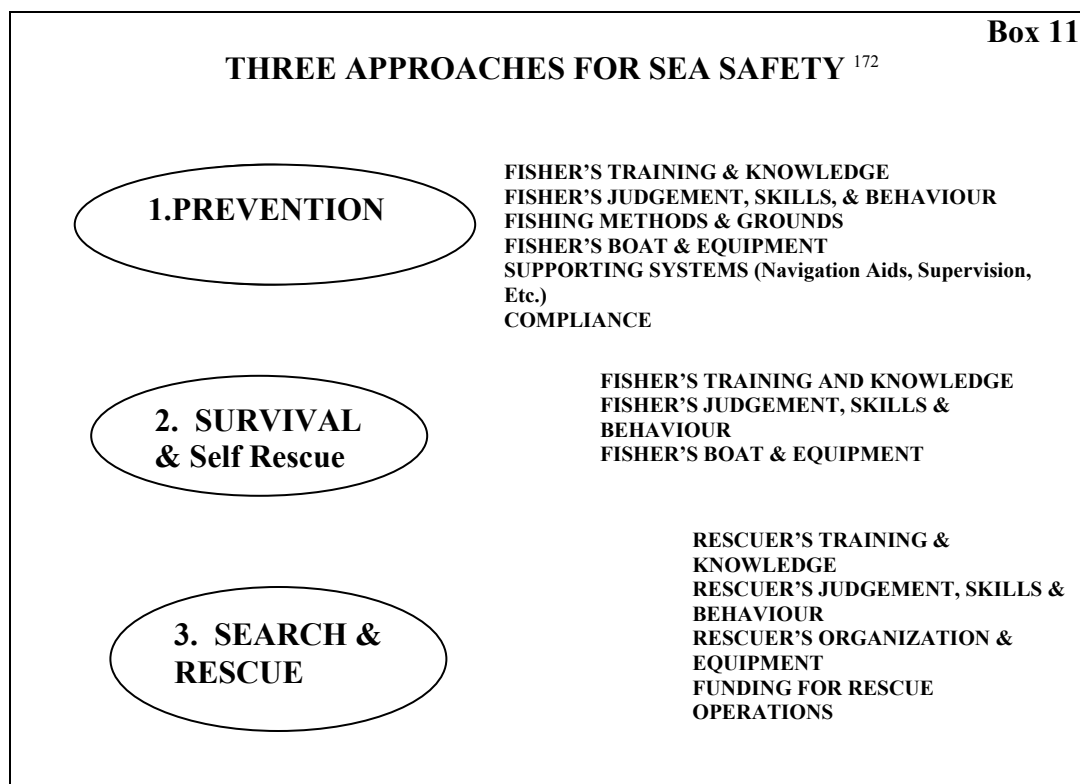 Box 11
THREE APPROACHES FOR SEA SAFETY 172
1.PREVENTION
FISHER’S TRAINING & KNOWLEDGE
FISHER’S JUDGEMENT, SKILLS, & BEHAVIOUR
FISHING METHODS & GROUNDS
FISHER’S BOAT & EQUIPMENT
SUPPORTING SYSTEMS (Navigation Aids, Supervision,
Etc.)
COMPLIANCE
2. SURVIVAL
& Self Rescue
FISHER’S TRAINING AND KNOWLEDGE
FISHER’S JUDGEMENT, SKILLS &
BEHAVIOUR
FISHER’S BOAT & EQUIPMENT
3. SEARCH &
RESCUE
RESCUER’S TRAINING &
KNOWLEDGE
RESCUER’S JUDGEMENT, SKILLS &
BEHAVIOUR
RESCUER’S ORGANIZATION &
EQUIPMENT
FUNDING FOR RESCUE
OPERATIONS